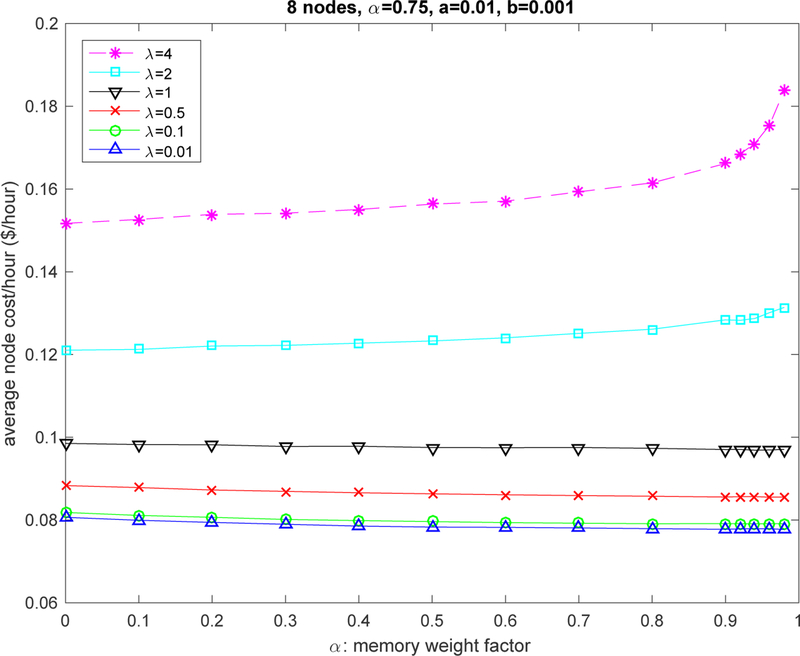 8 nodes, α=0.75, a=0.01, b=0.001
0.2
0.18
0.16
0.14
0.12
0.1
0.08
0.06
average node cost/hour ($/hour)
λ=4
λ=2
λ=1
λ=0.5
λ=0.1
λ=0.01
0 0.1 0.2 0.3 0.4 0.5 0.6 0.7 0.8 0.9 1
α: memory weight factor